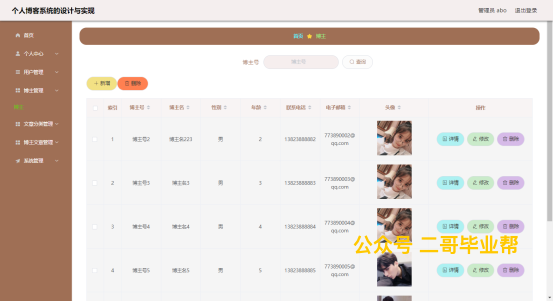 个人博客系统的设计与实现
管理员 abo 退出登录
首页
个人中心
用户管理
博主管理
博主
文章分类管理
博主文章管理
系统管理
首页 博主
博主号 博主号 查询
新增 删除
索引 博主号 博主名 性别 年龄 联系电话 电子邮箱 头像 操作
1 博主号2 博主名223 男 2 13823888882 773890002@qq.com 详情 修改 删除
2 博主号3 博主名3 男 3 13823888883 773890003@qq.com 详情 修改 删除
3 博主号4 博主名4 男 4 13823888884 773890004@qq.com 详情 修改 删除
公众号 二哥毕业帮
4 博主号5 博主名5 男 5 13823888885 773890005@qq.com 详情 修改 删除